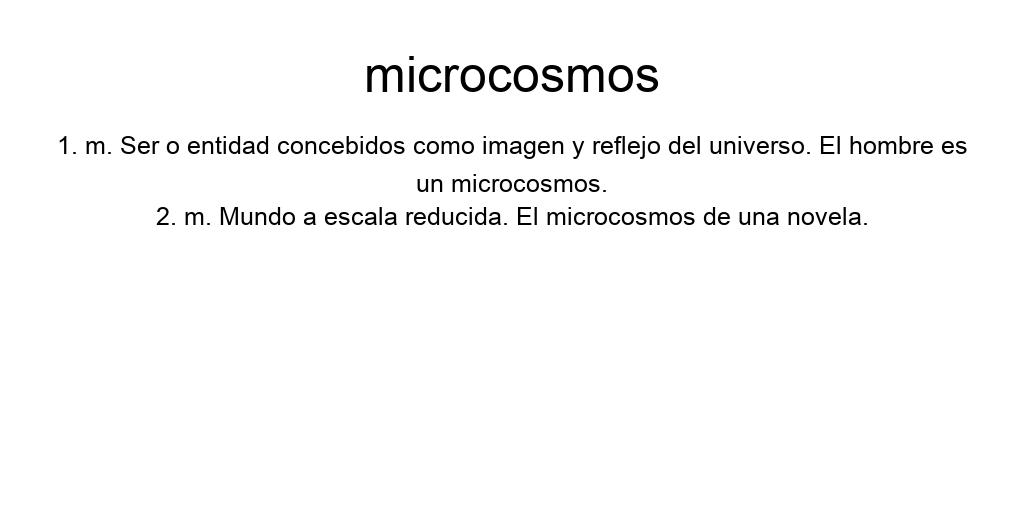 microcosmos
1. m. Ser o entidad concebidos como imagen y reflejo del universo. El hombre es
un microcosmos.
2. m. Mundo a escala reducida. El microcosmos de una novela.